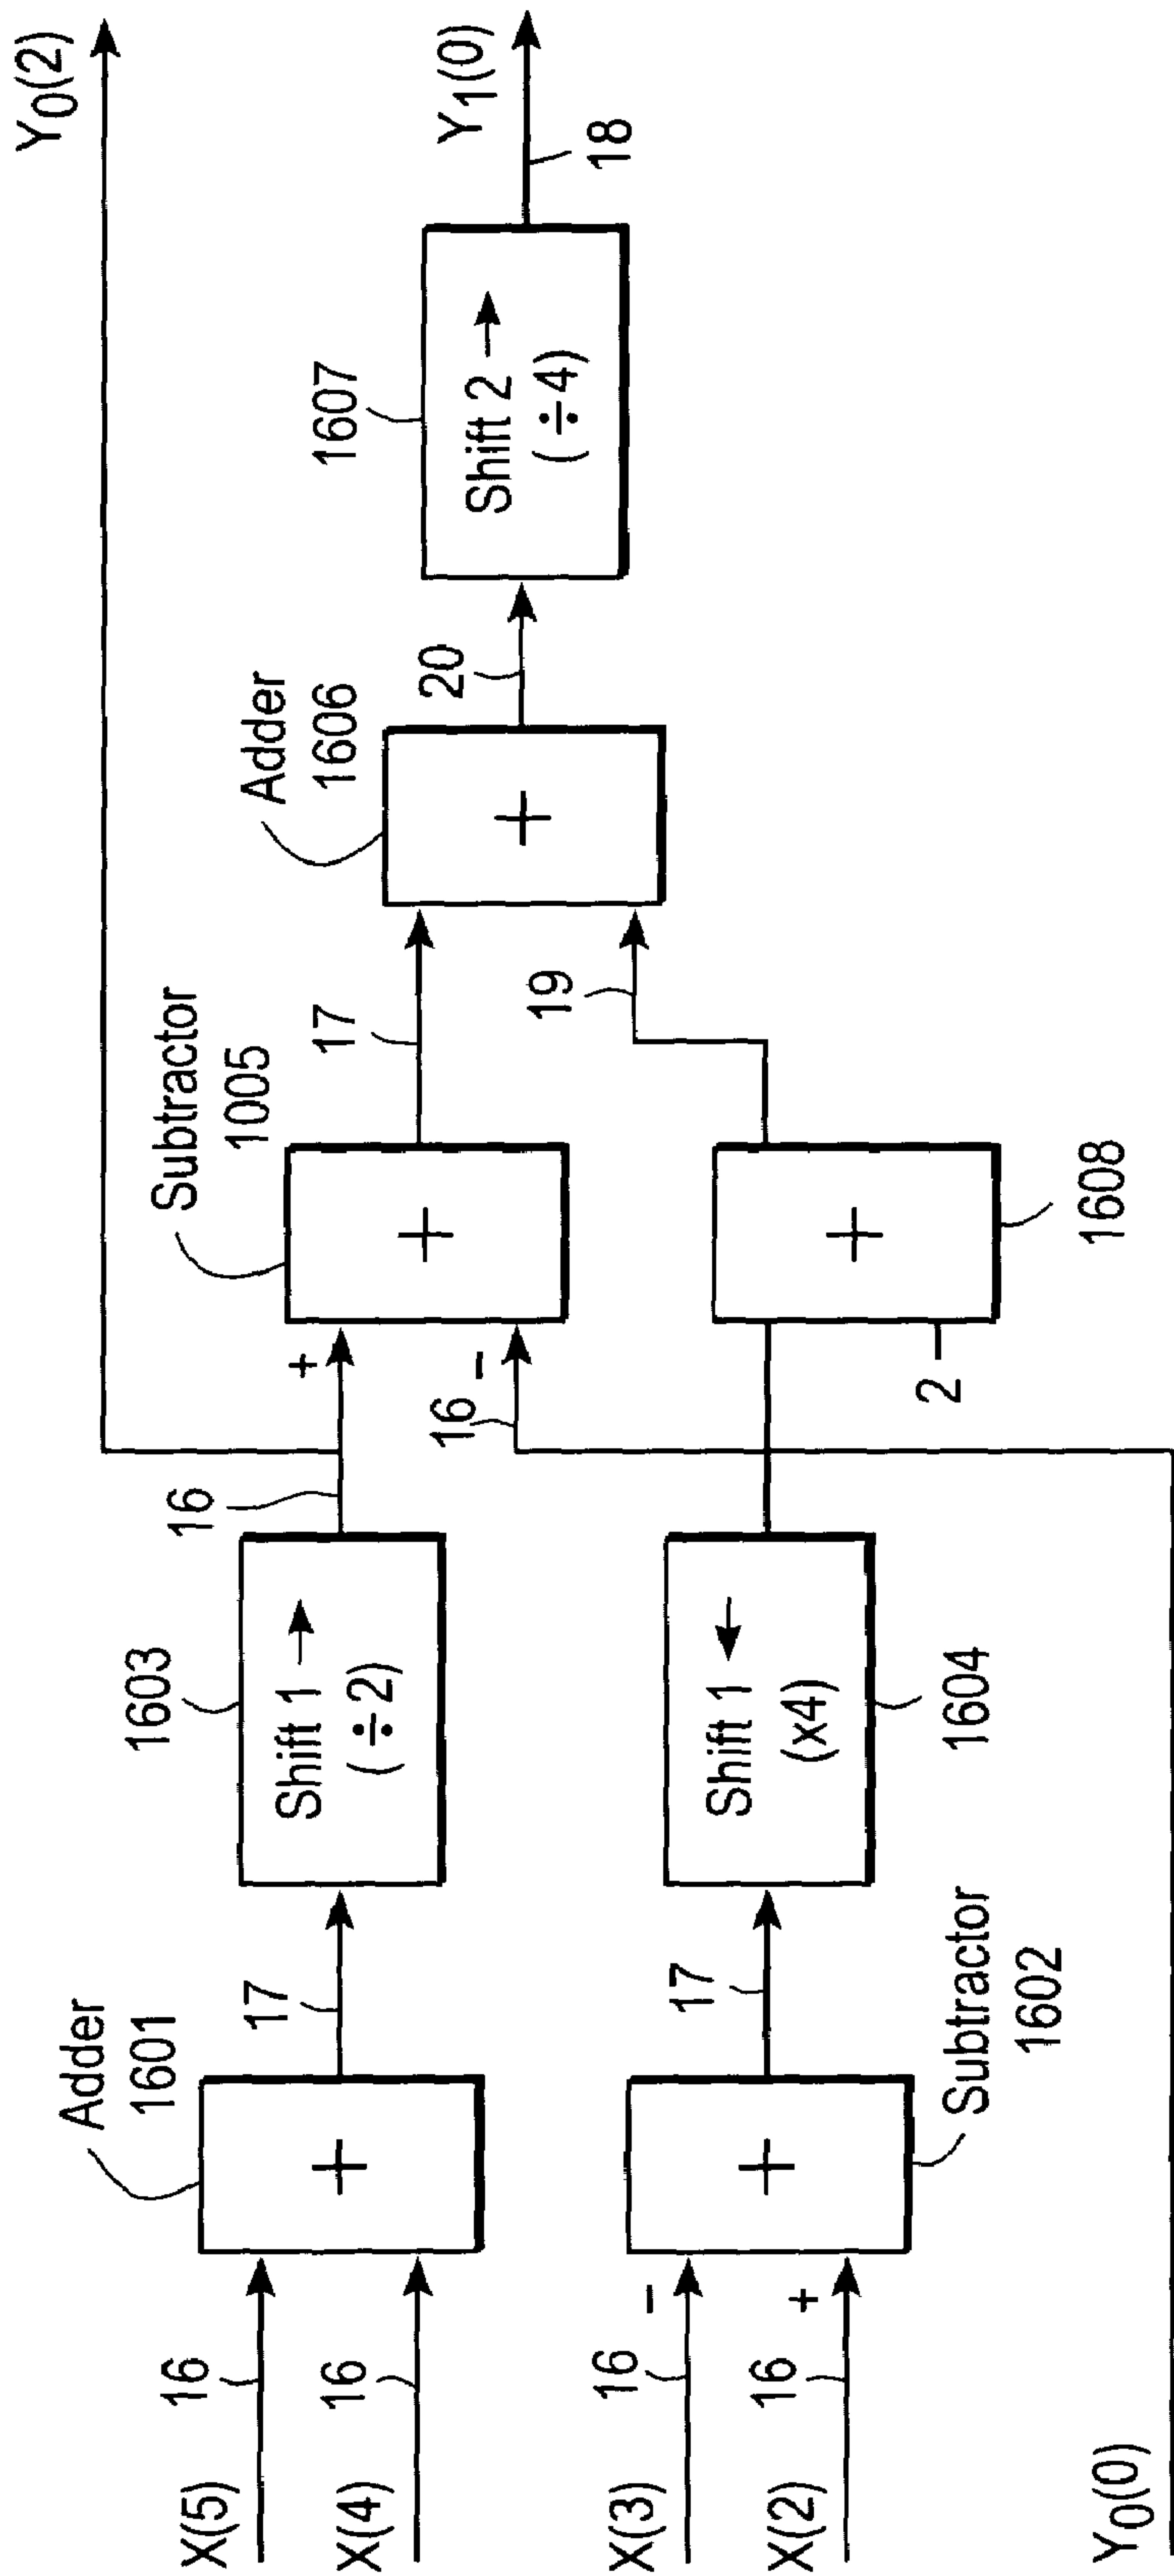 Y0(2)
Y1(0)
18
1607
Shift 2 →
(÷4)
20
Adder
1606
+
17
19
Subtractor
1005
+
+
-
16
+
2
1608
16
1603
Shift 1 →
(÷2)
Shift 1 ←
(x4)
1604
17
17
Adder
1601
+
+
Subtractor
1602
16
16
-
16
+
16
X(5)
X(4)
X(3)
X(2)
Y0(0)